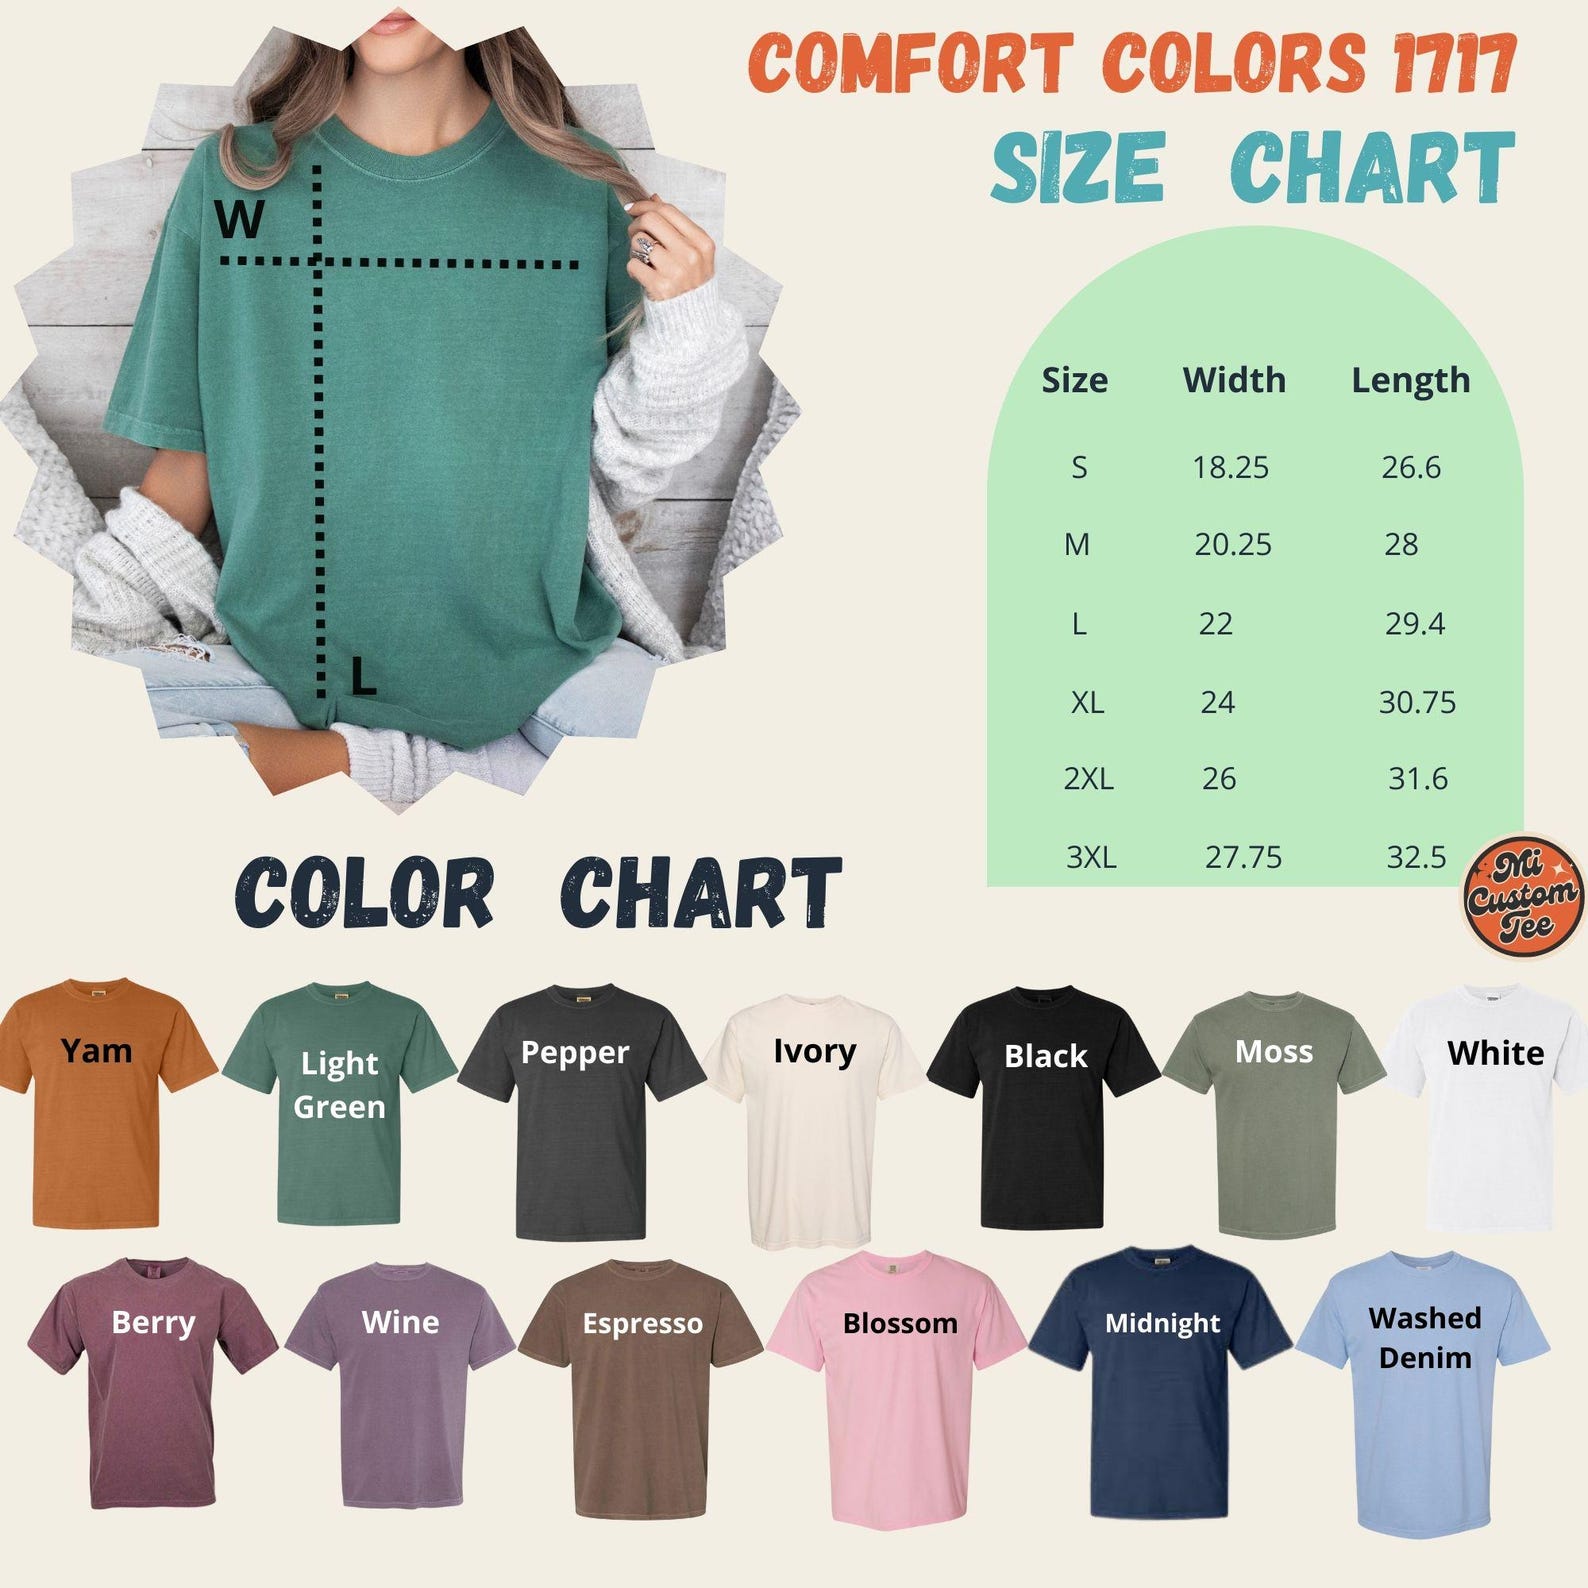 COMFORT COLORS 1717
SIZE CHART
W
L
Size Width Length
S 18.25 26.6
M 20.25 28
L 22 29.4
XL 24 30.75
2XL 26 31.6
3XL 27.75 32.5
Mi
Custom
Tee
COLOR CHART
Yam
Light
Green
Pepper
Ivory
Black
Moss
White
Berry
Wine
Espresso
Blossom
Midnight
Washed
Denim